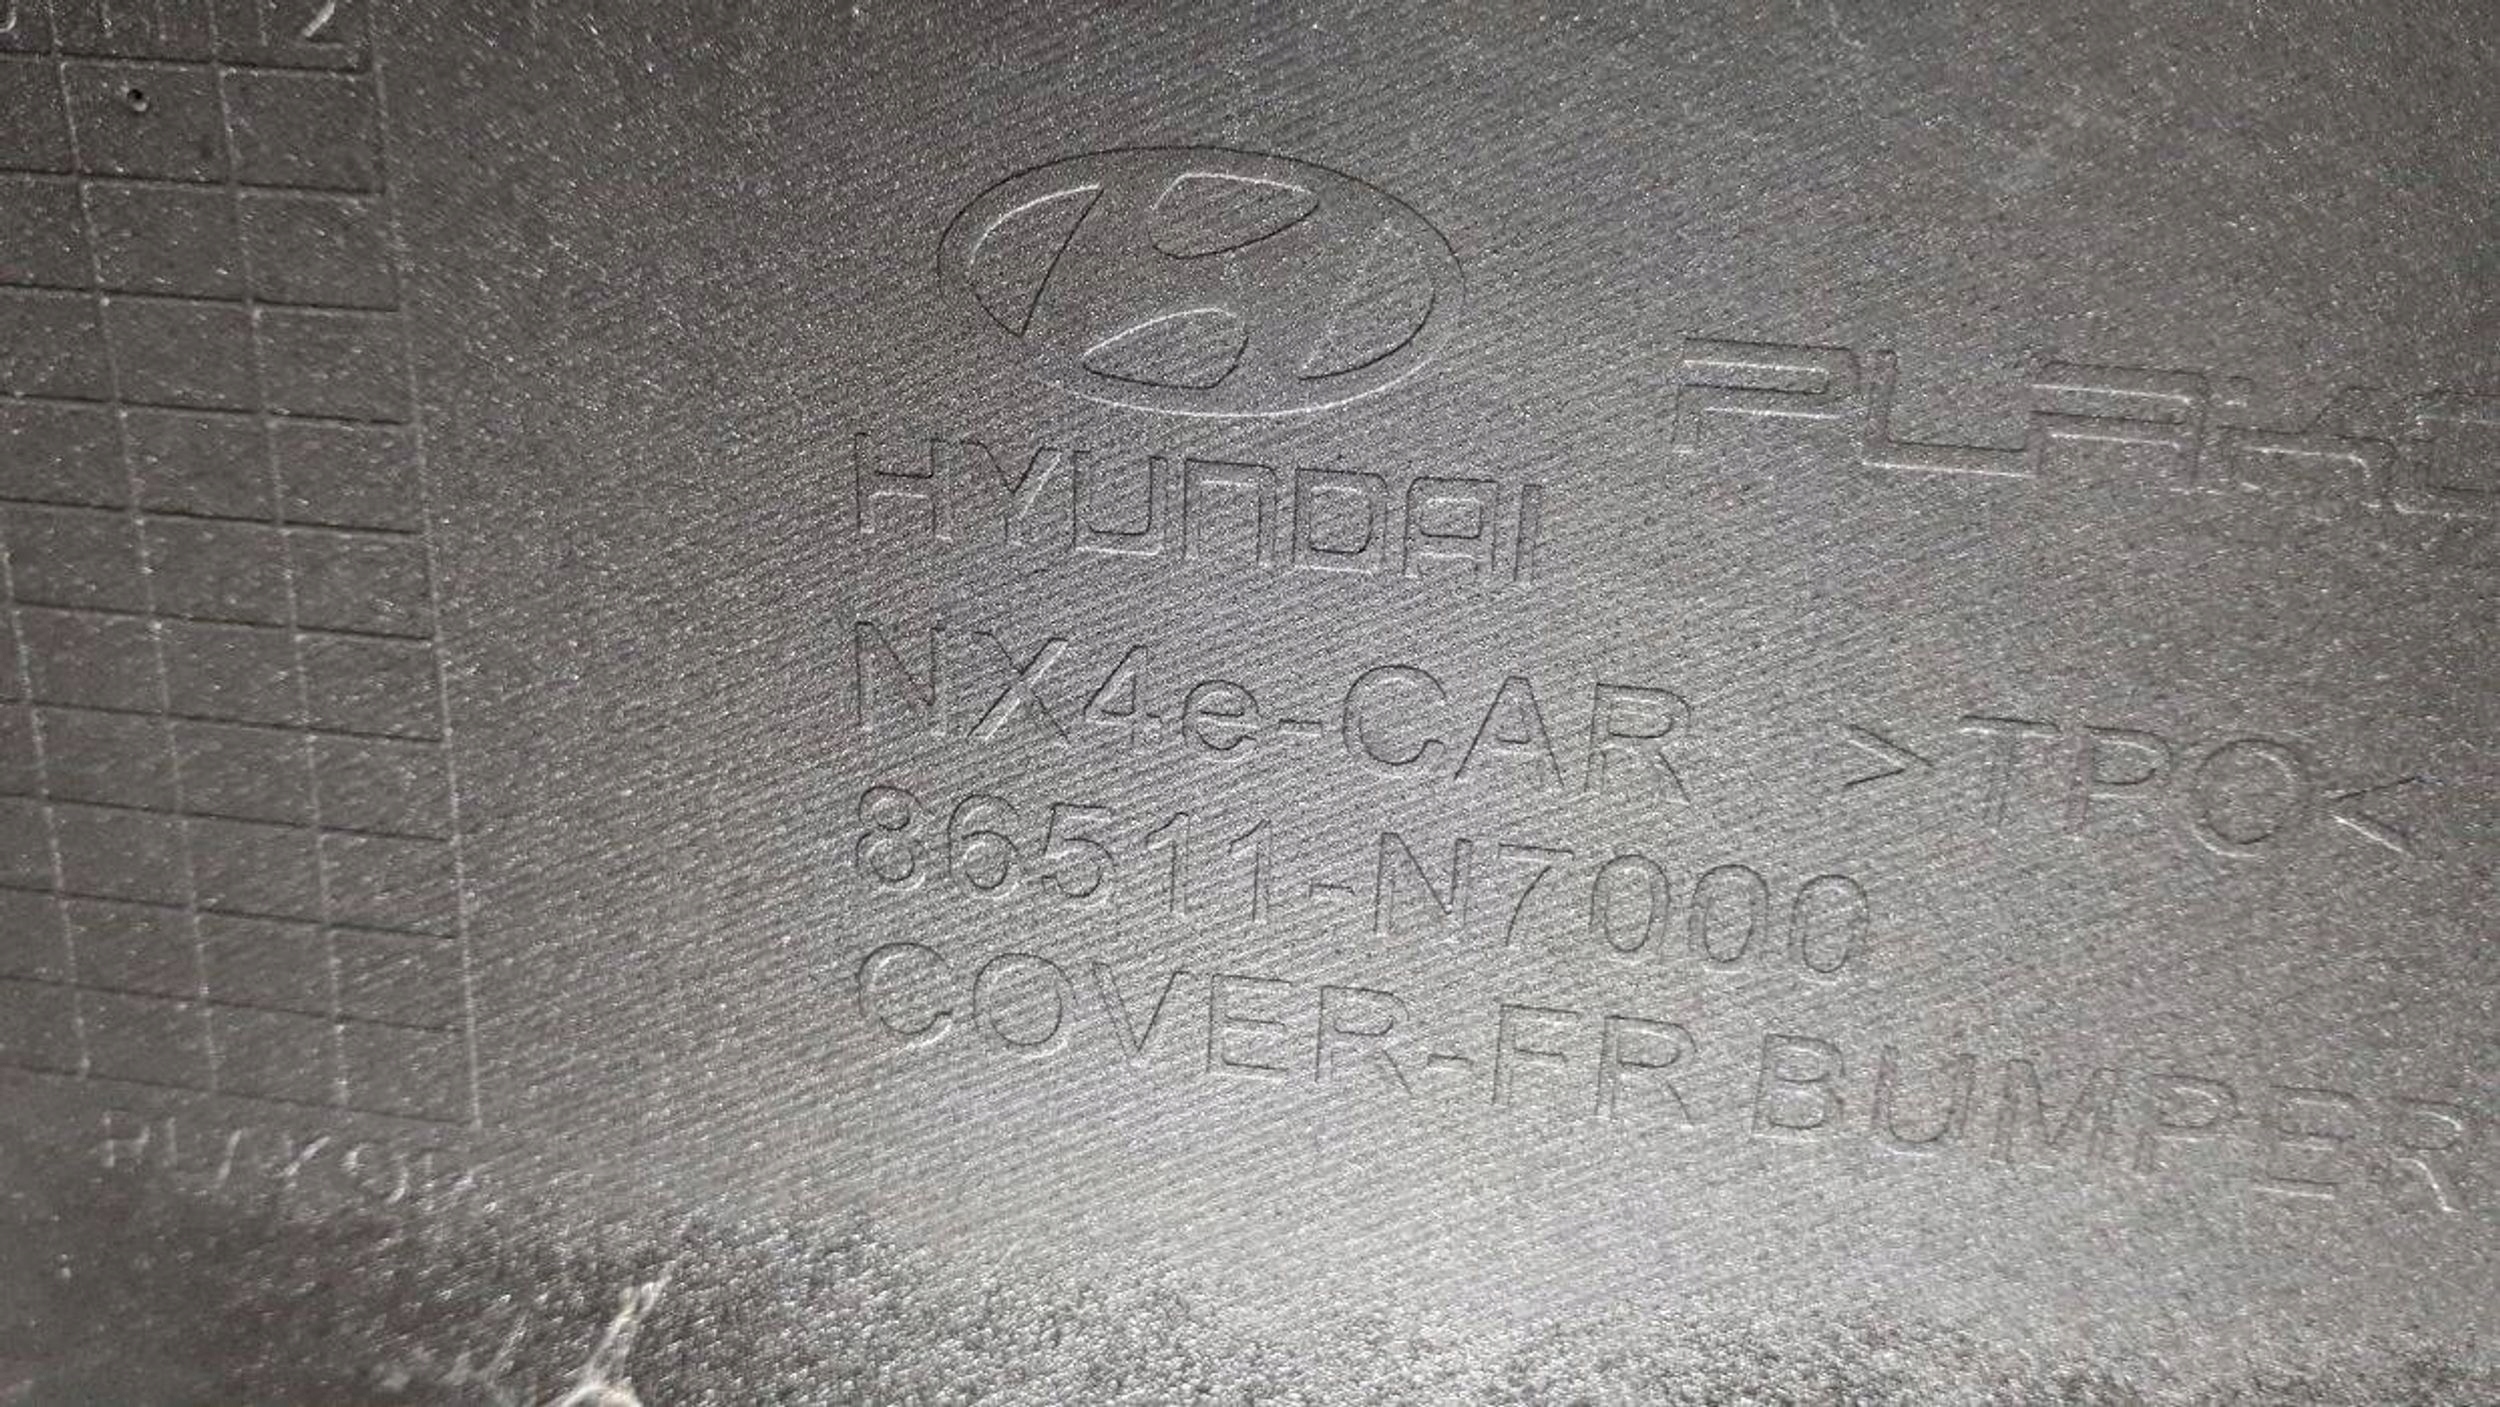 HYUNDAI
NX4e-CAR >TPO<
86511-N7000
COVER-FR BUMPER